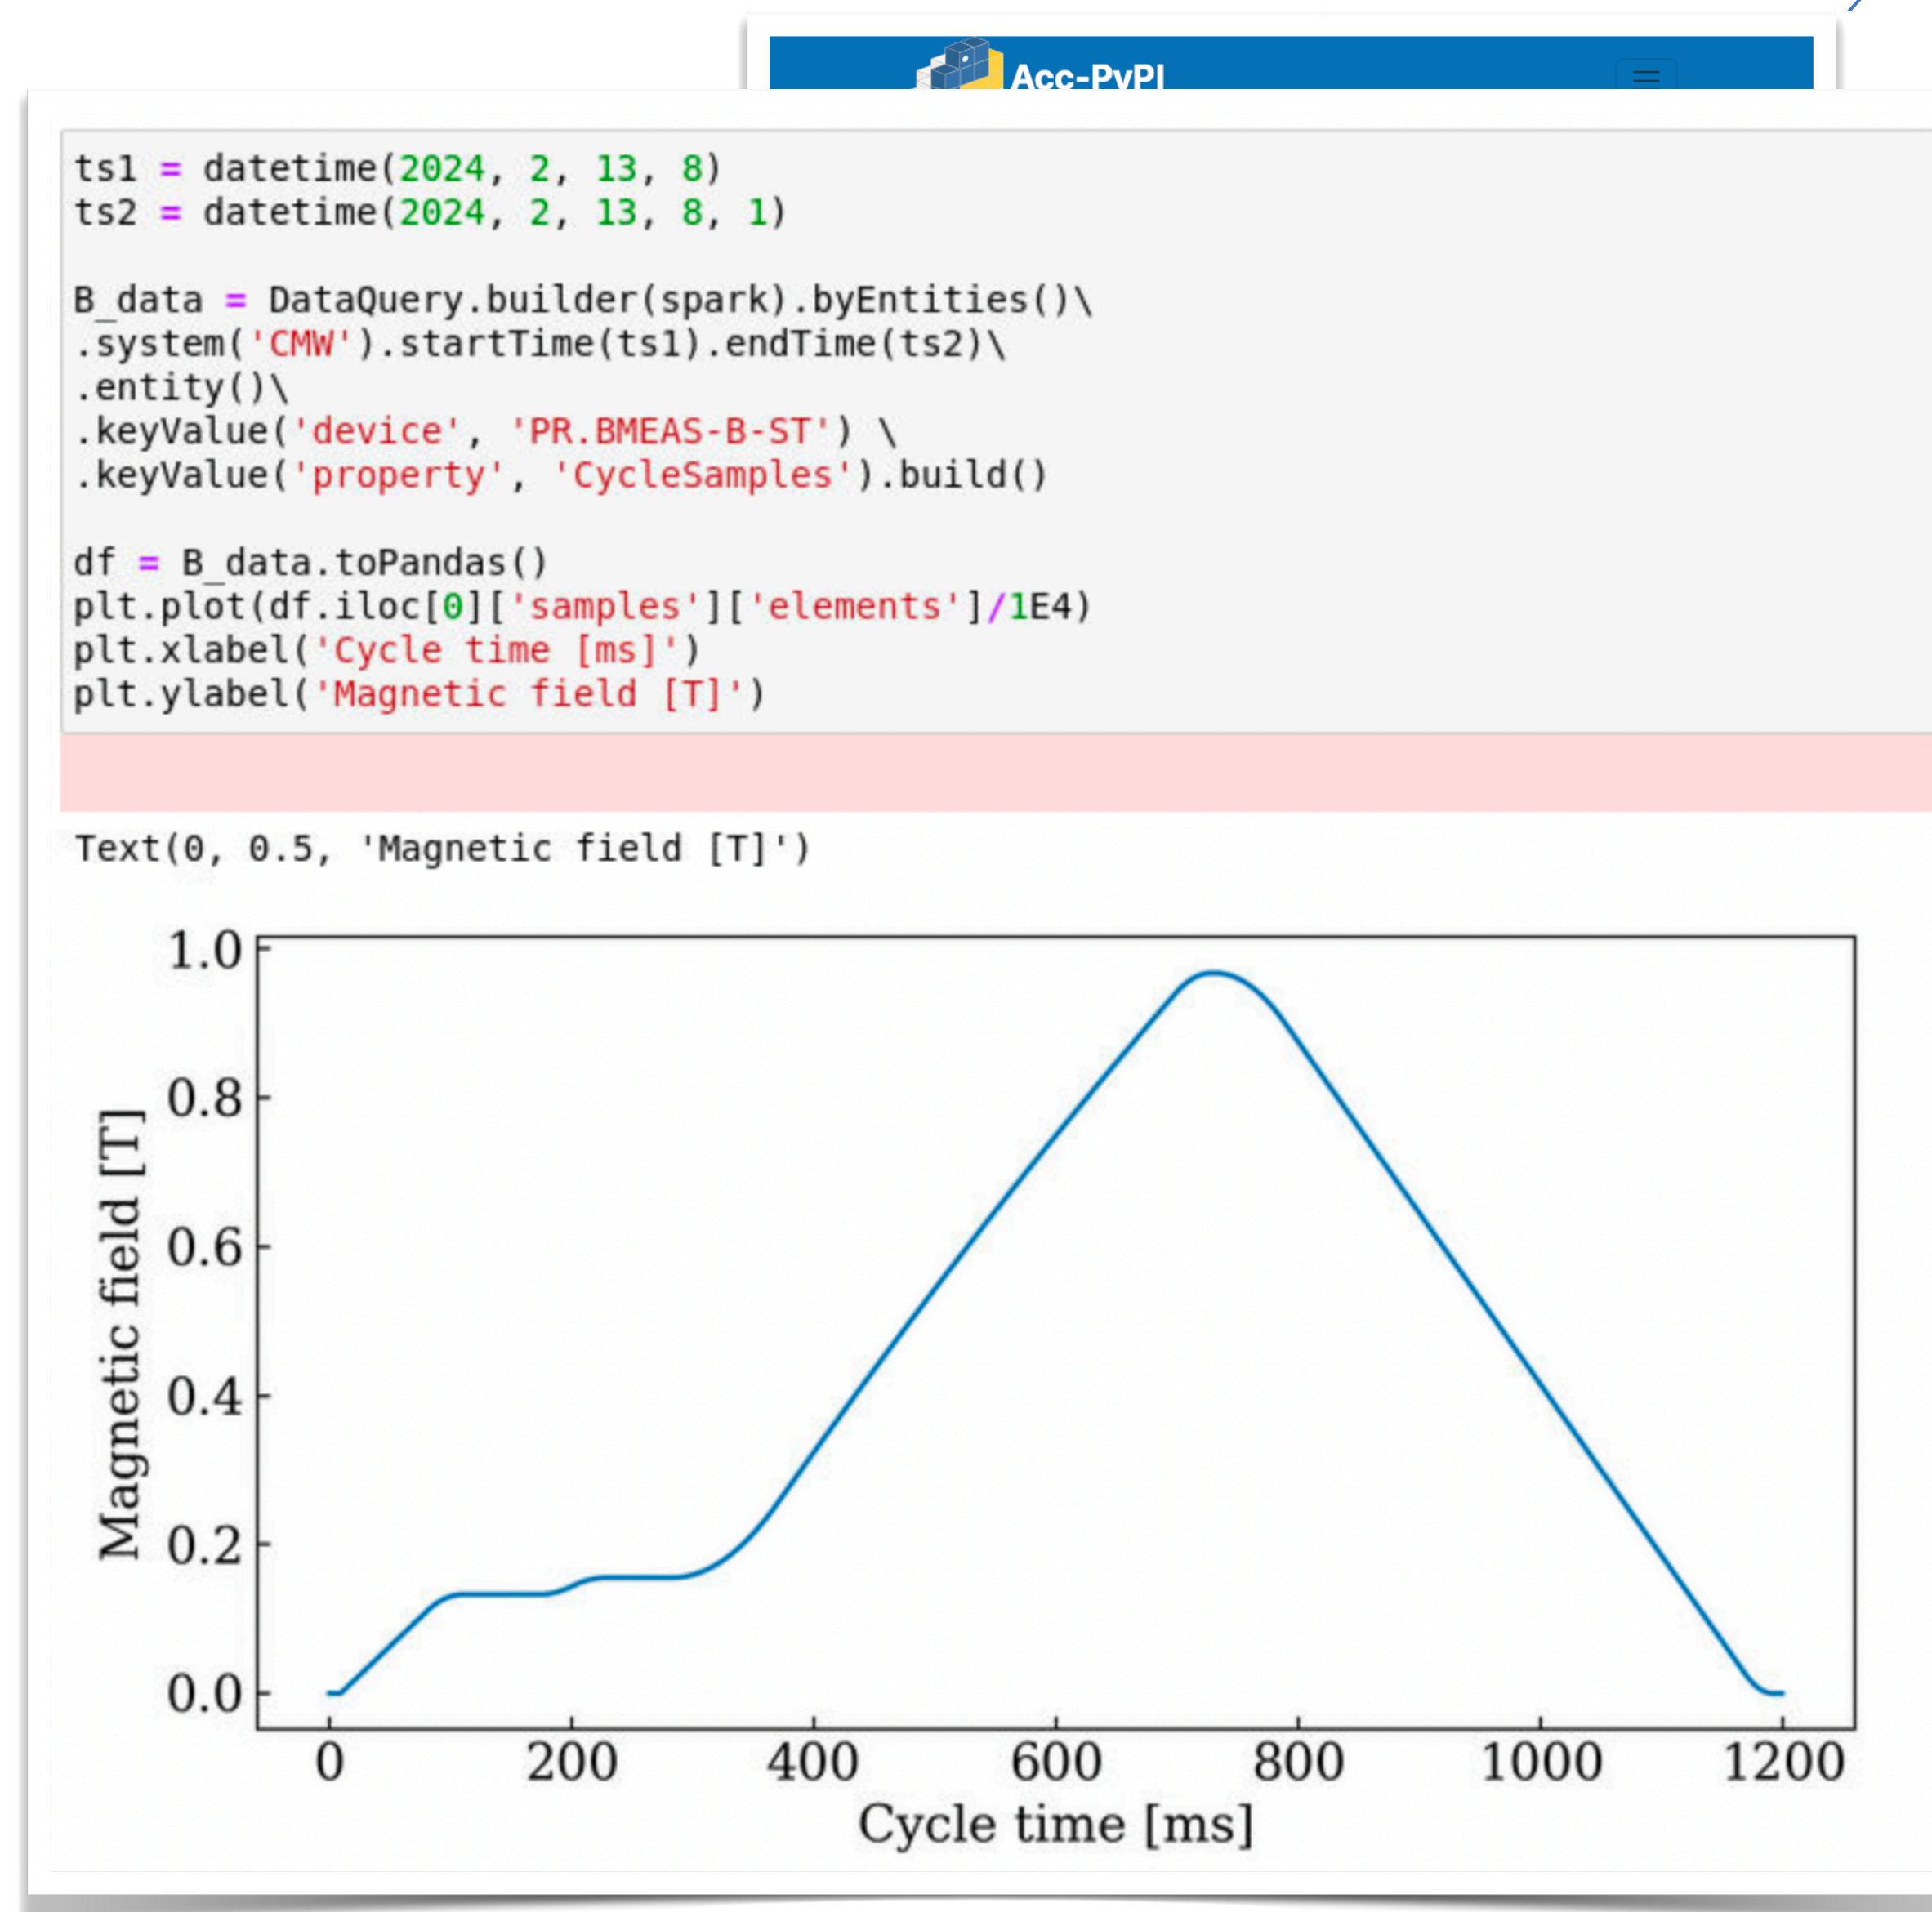 Acc-PyPI
ts1 = datetime(2024, 2, 13, 8)
ts2 = datetime(2024, 2, 13, 8, 1)
B_data = DataQuery.builder(spark).byEntities()\
.system('CMW').startTime(ts1).endTime(ts2)\
.entity()\
.keyValue('device', 'PR.BMEAS-B-ST') \
.keyValue('property', 'CycleSamples').build()
df = B_data.toPandas()
plt.plot(df.iloc[0]['samples']['elements']/1E4)
plt.xlabel('Cycle time [ms]')
plt.ylabel('Magnetic field [T]')
Text(0, 0.5, 'Magnetic field [T]')
1.0
0.8
0.6
0.4
0.2
0.0
Magnetic field [T]
0 200 400 600 800 1000 1200
Cycle time [ms]